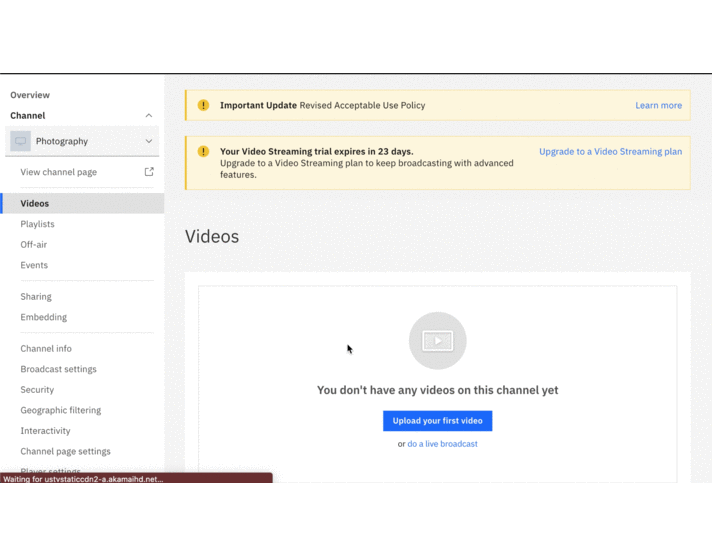 Overview
Channel
Photography
View channel page
Videos
Playlists
Off-air
Events
Sharing
Embedding
Channel info
Broadcast settings
Security
Geographic filtering
Interactivity
Channel page settings
Player settings
Waiting for ustvstaticcdn2-a.akamaihd.net...
Important Update Revised Acceptable Use Policy
Learn more
Your Video Streaming trial expires in 23 days.
Upgrade to a Video Streaming plan to keep broadcasting with advanced
features.
Upgrade to a Video Streaming plan
Videos
You don't have any videos on this channel yet
Upload your first video
or do a live broadcast